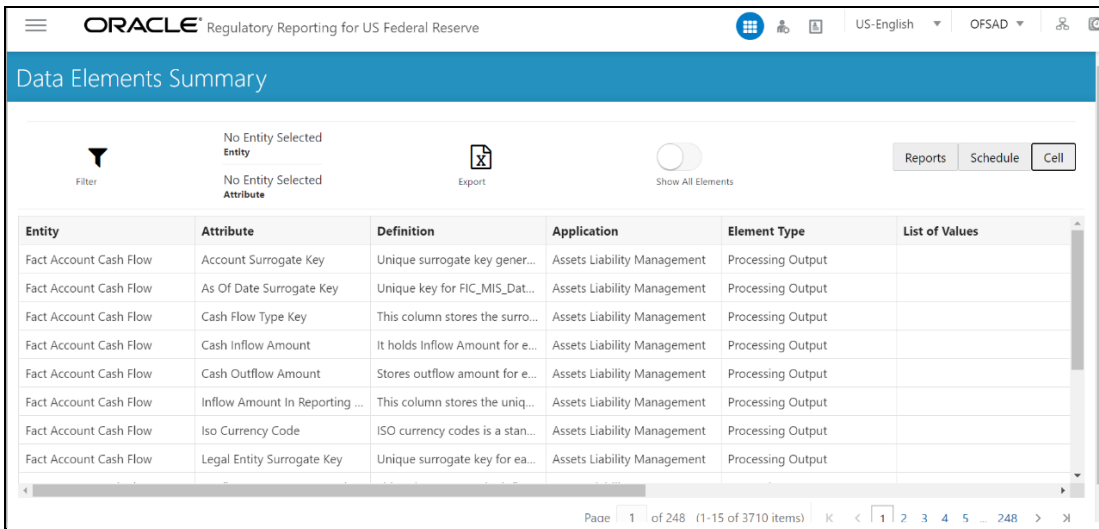 ORACLE® Regulatory Reporting for US Federal Reserve US-English OFSAD
Data Elements Summary
Filter
No Entity Selected
Entity
No Entity Selected
Attribute
Export
Show All Elements
Reports Schedule Cell
Entity Attribute Definition Application Element Type List of Values
Fact Account Cash Flow Account Surrogate Key Unique surrogate key gener... Assets Liability Management Processing Output
Fact Account Cash Flow As Of Date Surrogate Key Unique key for FIC_MIS_Dat... Assets Liability Management Processing Output
Fact Account Cash Flow Cash Flow Type Key This column stores the surro... Assets Liability Management Processing Output
Fact Account Cash Flow Cash Inflow Amount It holds Inflow Amount for e... Assets Liability Management Processing Output
Fact Account Cash Flow Cash Outflow Amount Stores outflow amount for e... Assets Liability Management Processing Output
Fact Account Cash Flow Inflow Amount In Reporting ... This column stores the uniq... Assets Liability Management Processing Output
Fact Account Cash Flow Iso Currency Code ISO currency codes is a stan... Assets Liability Management Processing Output
Fact Account Cash Flow Legal Entity Surrogate Key Unique surrogate key for ea... Assets Liability Management Processing Output
Page 1 of 248 (1-15 of 3710 items) K < 1 2 3 4 5 ... 248 >